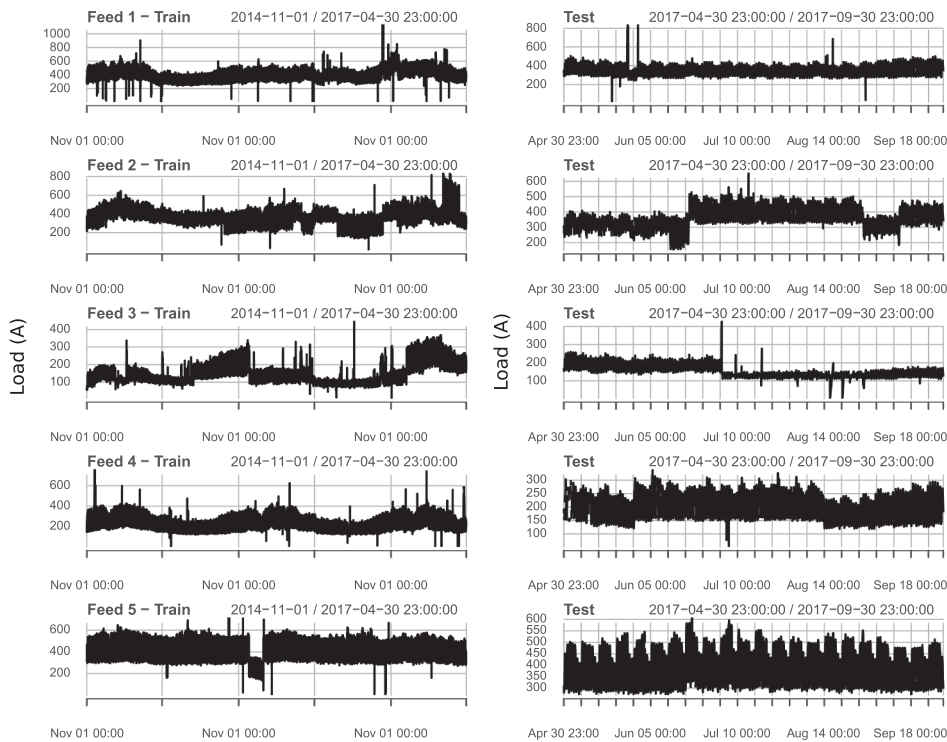 Feed 1 − Train 2014−11−01 / 2017−04−30 23:00:00
1000
800
600
400
200
Nov 01 00:00 Nov 01 00:00 Nov 01 00:00
Test 2017−04−30 23:00:00 / 2017−09−30 23:00:00
800
600
400
200
Apr 30 23:00 Jun 05 00:00 Jul 10 00:00 Aug 14 00:00 Sep 18 00:00
Feed 2 − Train 2014−11−01 / 2017−04−30 23:00:00
800
600
400
200
Nov 01 00:00 Nov 01 00:00 Nov 01 00:00
Test 2017−04−30 23:00:00 / 2017−09−30 23:00:00
600
500
400
300
200
Apr 30 23:00 Jun 05 00:00 Jul 10 00:00 Aug 14 00:00 Sep 18 00:00
Load (A)
Feed 3 − Train 2014−11−01 / 2017−04−30 23:00:00
400
300
200
100
Nov 01 00:00 Nov 01 00:00 Nov 01 00:00
Load (A)
Test 2017−04−30 23:00:00 / 2017−09−30 23:00:00
400
300
200
100
Apr 30 23:00 Jun 05 00:00 Jul 10 00:00 Aug 14 00:00 Sep 18 00:00
Feed 4 − Train 2014−11−01 / 2017−04−30 23:00:00
600
400
200
Nov 01 00:00 Nov 01 00:00 Nov 01 00:00
Test 2017−04−30 23:00:00 / 2017−09−30 23:00:00
300
250
200
150
100
Apr 30 23:00 Jun 05 00:00 Jul 10 00:00 Aug 14 00:00 Sep 18 00:00
Feed 5 − Train 2014−11−01 / 2017−04−30 23:00:00
600
400
200
Nov 01 00:00 Nov 01 00:00 Nov 01 00:00
Test 2017−04−30 23:00:00 / 2017−09−30 23:00:00
600
550
500
450
400
350
300
Apr 30 23:00 Jun 05 00:00 Jul 10 00:00 Aug 14 00:00 Sep 18 00:00